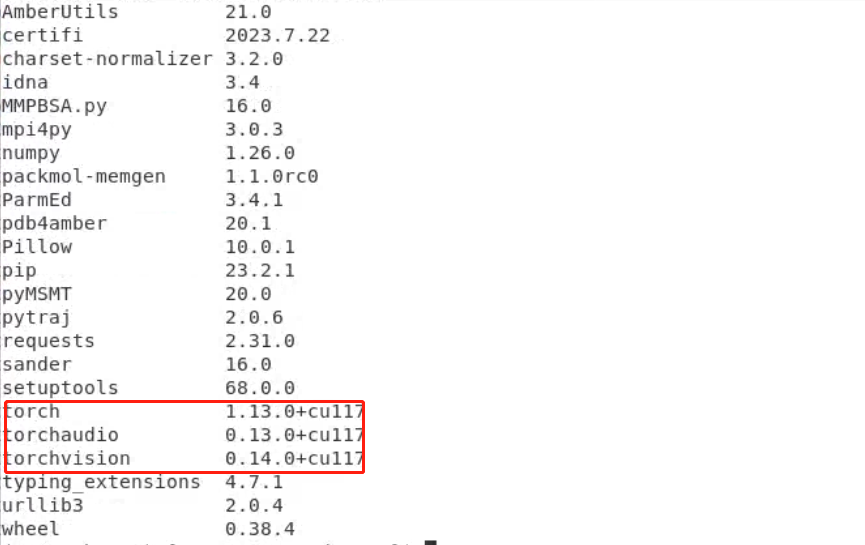 AmberUtils 21.0
certifi 2023.7.22
charset-normalizer 3.2.0
idna 3.4
MMPBSA.py 16.0
mpi4py 3.0.3
numpy 1.26.0
packmol-memgen 1.1.0rc0
ParmEd 3.4.1
pdb4amber 20.1
Pillow 10.0.1
pip 23.2.1
pyMSMT 20.0
pytraj 2.0.6
requests 2.31.0
sander 16.0
setuptools 68.0.0
torch 1.13.0+cu117
torchaudio 0.13.0+cu117
torchvision 0.14.0+cu117
typing_extensions 4.7.1
urllib3 2.0.4
wheel 0.38.4